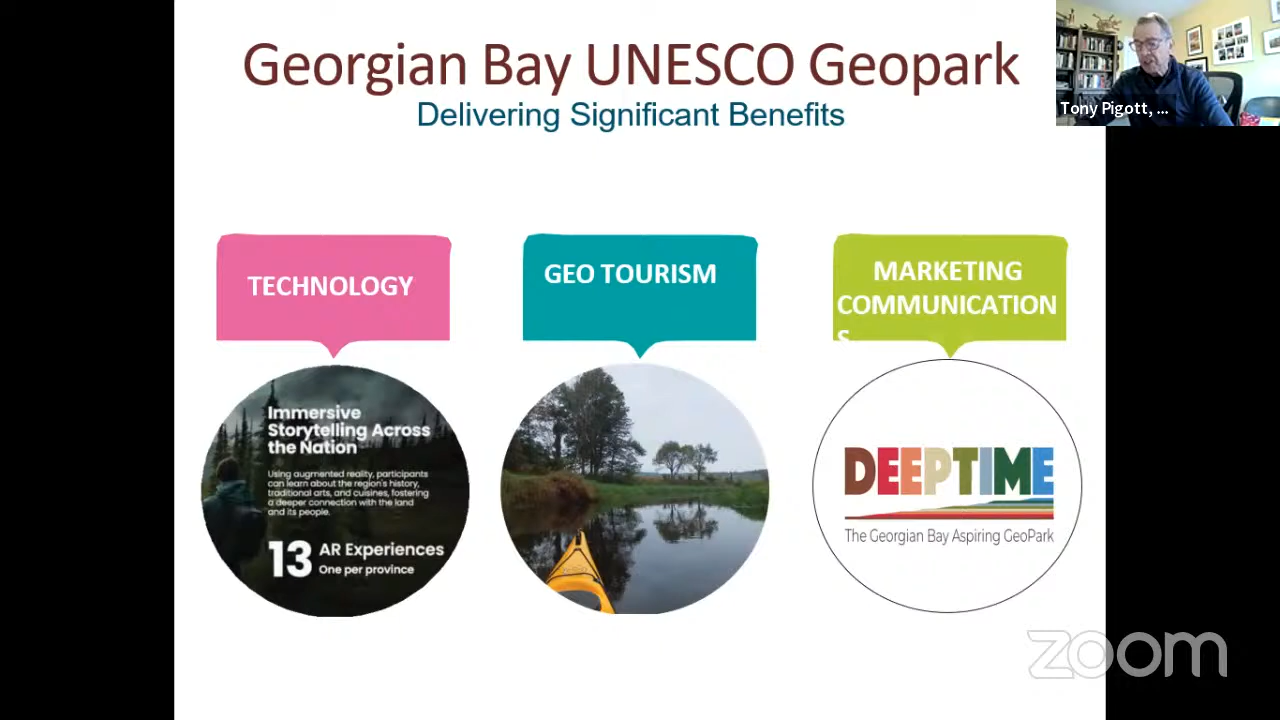 Georgian Bay UNESCO Geopark
Delivering Significant Benefits
Tony Pigott, ...
TECHNOLOGY
GEO TOURISM
MARKETING
COMMUNICATION
S
Immersive
Storytelling Across
the Nation
Using augmented reality, participants
can learn about the region's history,
traditional arts, and cuisines, fostering
a deeper connection with the land
and its people.
13 AR Experiences
One per province
DEEPTIME
The Georgian Bay Aspiring GeoPark
zoom